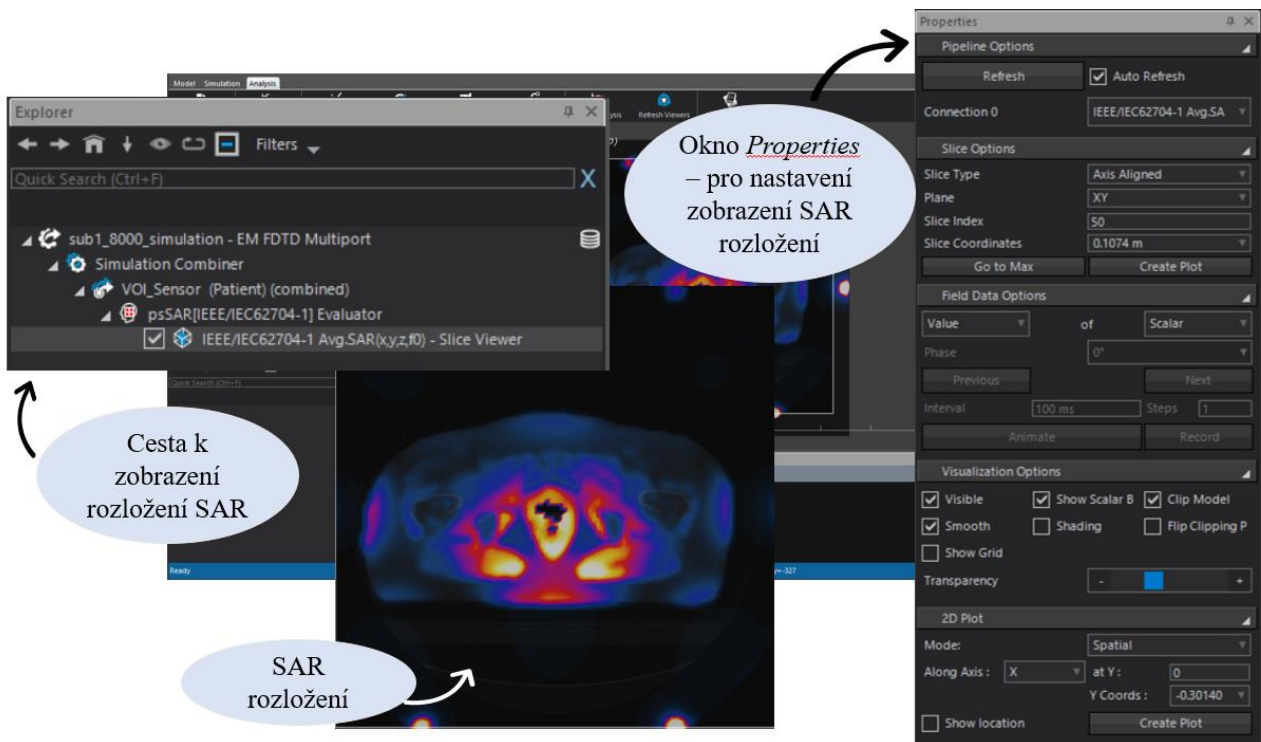 Model Simulation Analysis
Refresh Viewers
Explorer
Filters
Quick Search (Ctrl+F)
X
sub1_8000_simulation - EM FDTD Multiport
Simulation Combiner
VOI_Sensor (Patient) (combined)
psSAR[IEEE/IEC62704-1] Evaluator
IEEE/IEC62704-1 Avg.SAR(x,y,z,f0) - Slice Viewer
Quick Search (Ctrl+F)
Cesta k
zobrazení
rozložení SAR
Ready
y=-327
SAR
rozložení
Okno Properties
– pro nastavení
zobrazení SAR
rozložení
Properties
Pipeline Options
Refresh Auto Refresh
Connection 0 IEEE/IEC62704-1 Avg.SA
Slice Options
Slice Type Axis Aligned
Plane XY
Slice Index 50
Slice Coordinates 0.1074 m
Go to Max Create Plot
Field Data Options
Value of Scalar
Phase 0°
Previous Next
Interval 100 ms Steps 1
Animate Record
Visualization Options
Visible Show Scalar B Clip Model
Smooth Shading Flip Clipping P
Show Grid
Transparency - +
2D Plot
Mode: Spatial
Along Axis : X at Y : 0
Y Coords : -0.30140
Show location Create Plot